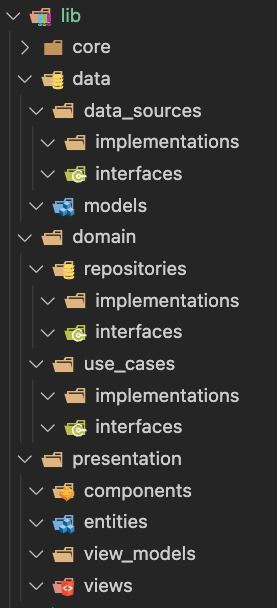 lib
core
data
data_sources
implementations
interfaces
models
domain
repositories
implementations
interfaces
use_cases
implementations
interfaces
presentation
components
entities
view_models
views